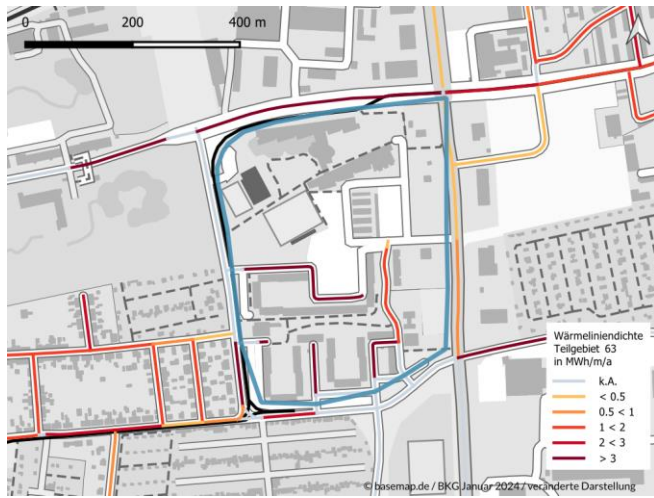 0 200 400 m
Wärmeliniendichte
Teilgebiet 63
in MWh/m/a
k.A.
< 0.5
0.5 < 1
1 < 2
2 < 3
> 3
© basemap.de / BKG Januar 2024 / veränderte Darstellung